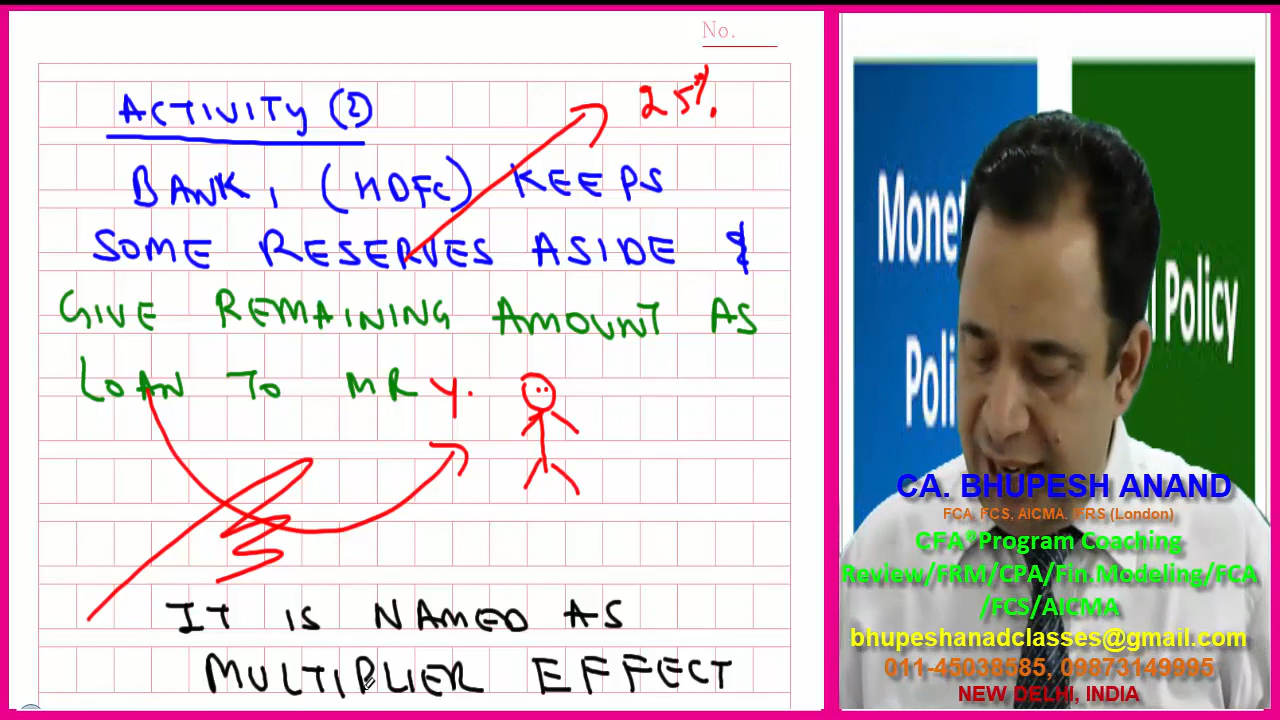 No.
ACTIVITY (2)
25%
BANK, (HDFC) KEEPS
SOME RESERVES ASIDE &
GIVE REMAINING AMOUNT AS
LOAN TO MR Y.
IT IS NAMED AS
MULTIPLIER EFFECT
Policy
CA. BHUPESH ANAND
FCA, FCS, AICMA. IFRS (London)
CFA®Program Coaching
Review/FRM/CPA/Fin.Modeling/FCA
/FCS/AICMA
bhupeshanadclasses@gmail.com
011-45038585, 09873149995
NEW DELHI, INDIA